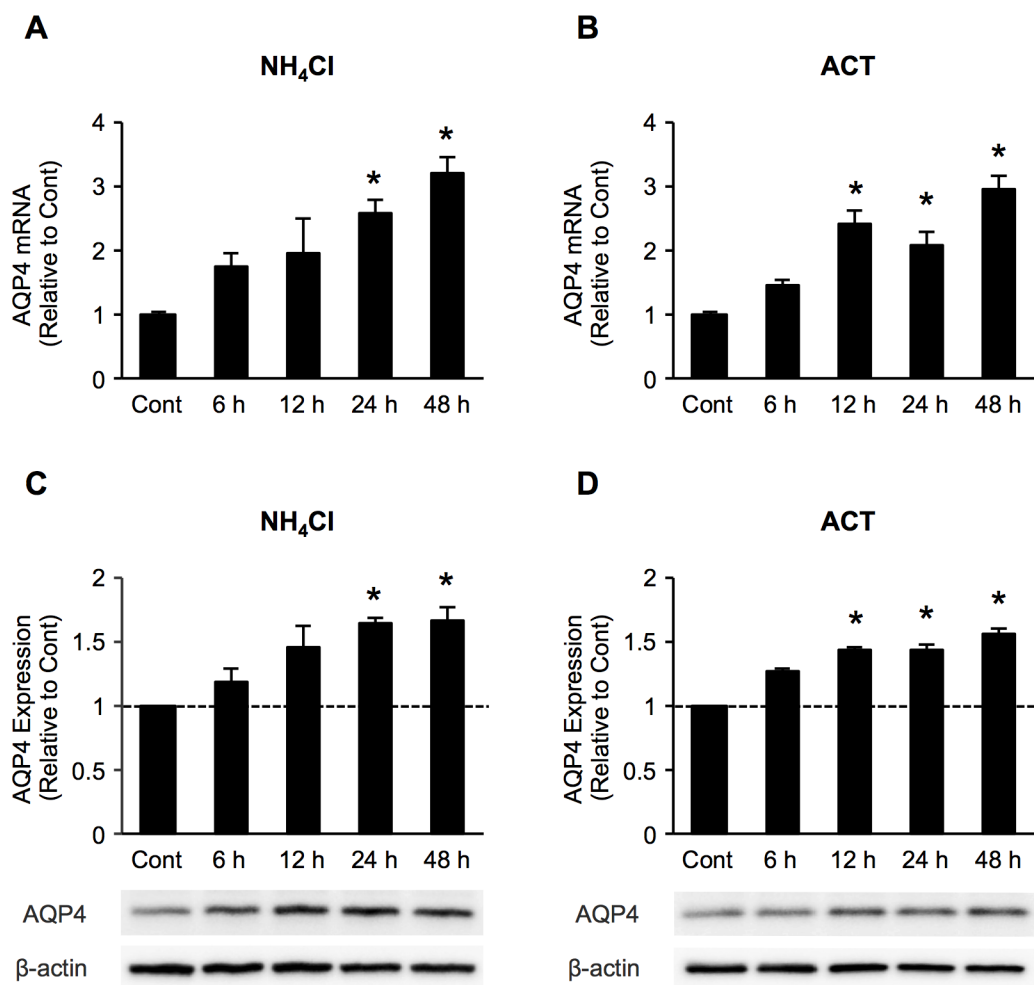 A
NH₄Cl
AQP4 mRNA
(Relative to Cont)
4
3
2
1
0
* *
Cont 6 h 12 h 24 h 48 h
B
ACT
AQP4 mRNA
(Relative to Cont)
4
3
2
1
0
* * *
Cont 6 h 12 h 24 h 48 h
C
NH₄Cl
AQP4 Expression
(Relative to Cont)
2
1.5
1
0.5
0
* *
Cont 6 h 12 h 24 h 48 h
AQP4
β-actin
D
ACT
AQP4 Expression
(Relative to Cont)
2
1.5
1
0.5
0
* * *
Cont 6 h 12 h 24 h 48 h
AQP4
β-actin